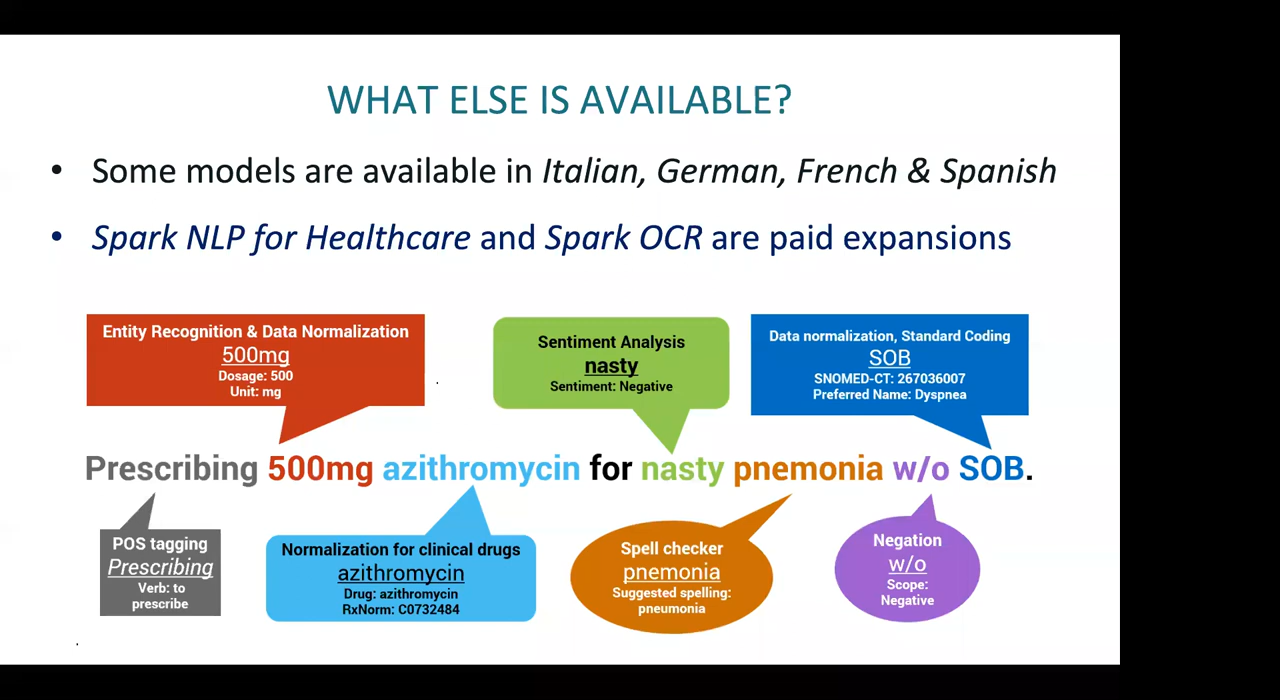 WHAT ELSE IS AVAILABLE?
• Some models are available in Italian, German, French & Spanish
• Spark NLP for Healthcare and Spark OCR are paid expansions
Entity Recognition & Data Normalization
500mg
Dosage: 500
Unit: mg
Sentiment Analysis
nasty
Sentiment: Negative
Data normalization, Standard Coding
SOB
SNOMED-CT: 267036007
Preferred Name: Dyspnea
Prescribing 500mg azithromycin for nasty pnemonia w/o SOB.
POS tagging
Prescribing
Verb: to
prescribe
Normalization for clinical drugs
azithromycin
Drug: azithromycin
RxNorm: C0732484
Spell checker
pnemonia
Suggested spelling:
pneumonia
Negation
w/o
Scope:
Negative